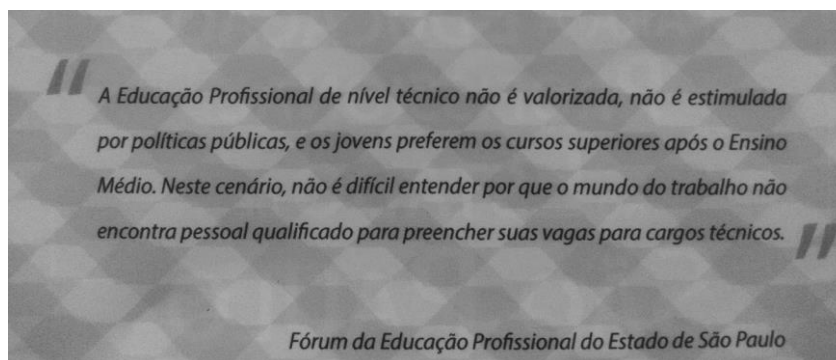 “
A Educação Profissional de nível técnico não é valorizada, não é estimulada
por políticas públicas, e os jovens preferem os cursos superiores após o Ensino
Médio. Neste cenário, não é difícil entender por que o mundo do trabalho não
encontra pessoal qualificado para preencher suas vagas para cargos técnicos. ”
Fórum da Educação Profissional do Estado de São Paulo